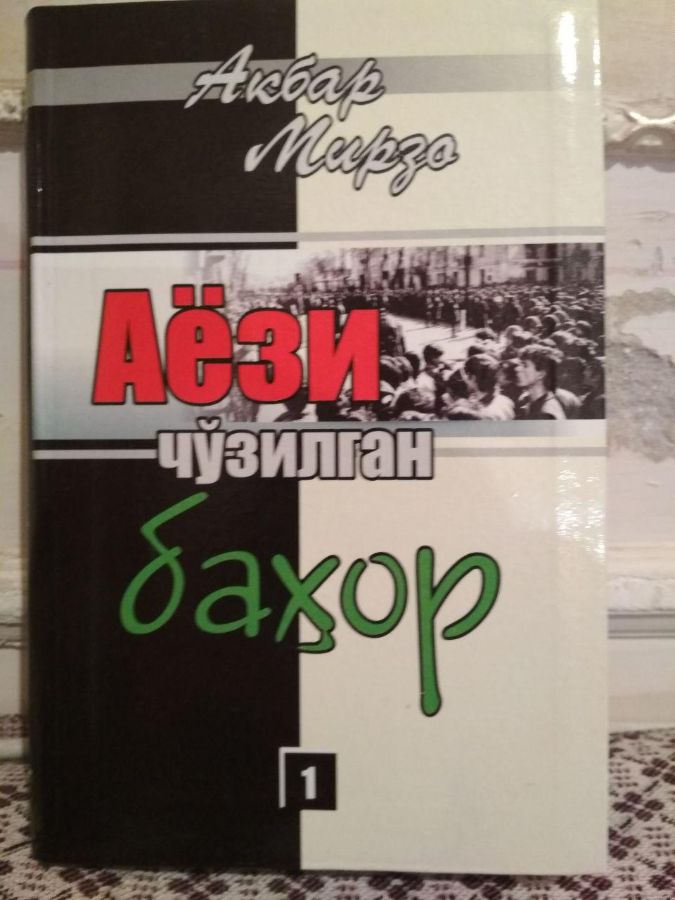 Акбар
Мирзо
Аёзи
чўзилган
баҳор
1